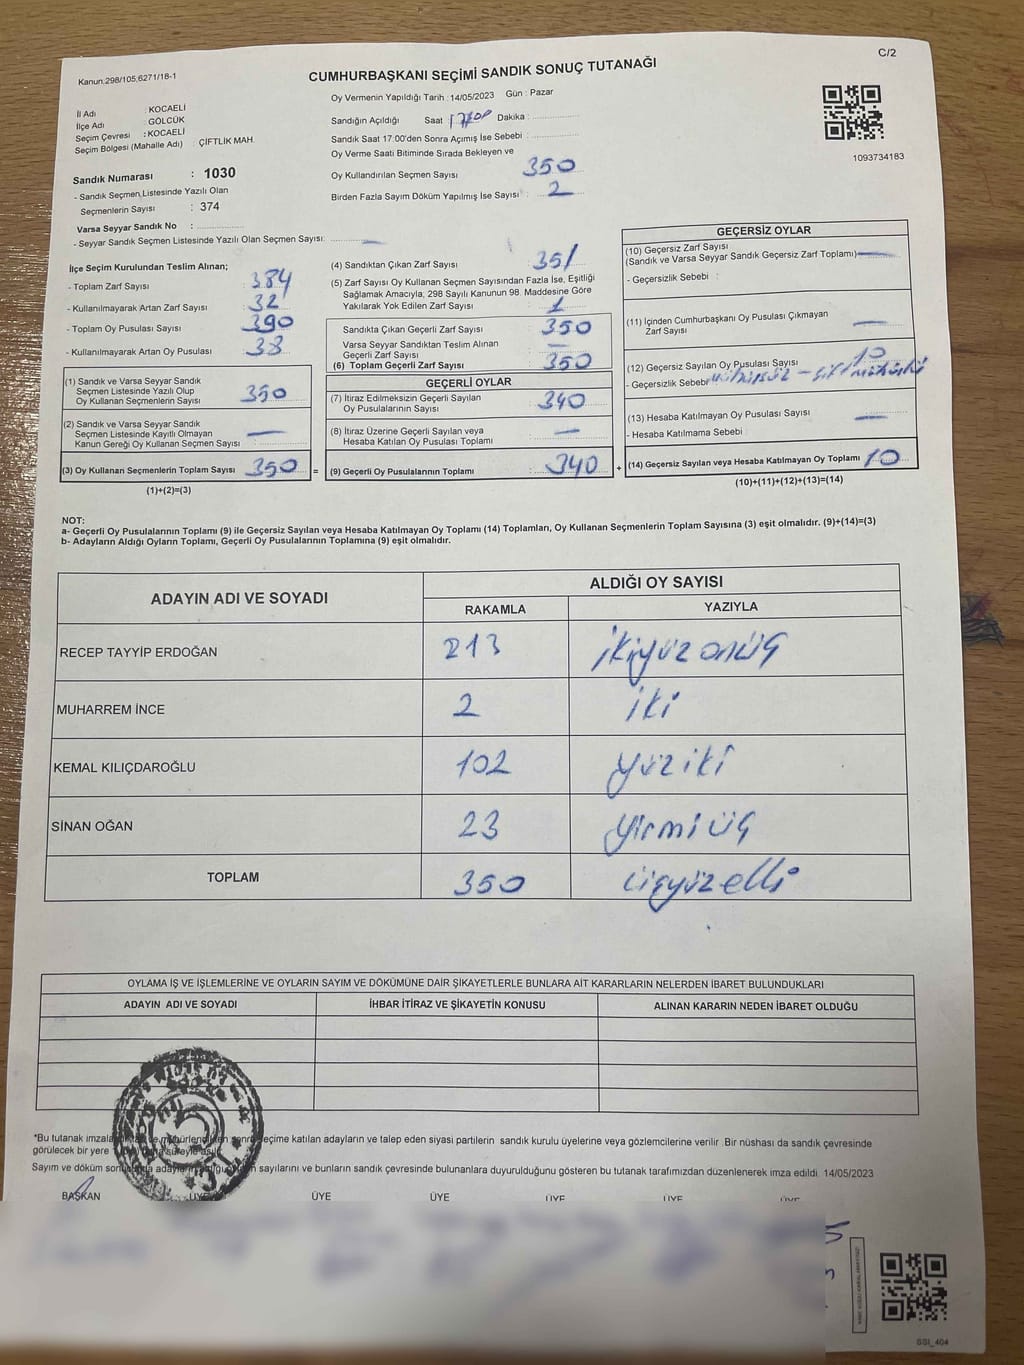 C/2
Kanun:298/105;6271/18-1
CUMHURBAŞKANI SEÇİMİ SANDIK SONUÇ TUTANAĞI
İl Adı : KOCAELİ
İlçe Adı : GÖLCÜK
Seçim Çevresi : KOCAELİ
Seçim Bölgesi (Mahalle Adı) : ÇİFTLİK MAH.
Sandık Numarası : 1030
- Sandık Seçmen Listesinde Yazılı Olan
Seçmenlerin Sayısı : 374
Varsa Seyyar Sandık No :
- Seyyar Sandık Seçmen Listesinde Yazılı Olan Seçmen Sayısı: —
Oy Vermenin Yapıldığı Tarih : 14/05/2023 Gün : Pazar
Sandığın Açıldığı Saat Dakika :
Sandık Saat 17:00'den Sonra Açımış İse Sebebi :
Oy Verme Saati Bitiminde Sırada Bekleyen ve
Oy Kullandırılan Seçmen Sayısı : 350
Birden Fazla Sayım Döküm Yapılmış İse Sayısı : 2
1093734183
İlçe Seçim Kurulundan Teslim Alınan;
- Toplam Zarf Sayısı : 384
- Kullanılmayarak Artan Zarf Sayısı : 32
- Toplam Oy Pusulası Sayısı : 390
- Kullanılmayarak Artan Oy Pusulası : 38
(1) Sandık ve Varsa Seyyar Sandık
Seçmen Listesinde Yazılı Olup
Oy Kullanan Seçmenlerin Sayısı : 350
(2) Sandık ve Varsa Seyyar Sandık
Seçmen Listesinde Kayıtlı Olmayan
Kanun Gereği Oy Kullanan Seçmen Sayısı : —
(3) Oy Kullanan Seçmenlerin Toplam Sayısı : 350 =
(1)+(2)=(3)
(4) Sandıktan Çıkan Zarf Sayısı : 351
(5) Zarf Sayısı Oy Kullanan Seçmen Sayısından Fazla İse, Eşitliği
Sağlamak Amacıyla, 298 Sayılı Kanunun 98. Maddesine Göre
Yakılarak Yok Edilen Zarf Sayısı : 1
Sandıkta Çıkan Geçerli Zarf Sayısı : 350
Varsa Seyyar Sandıktan Teslim Alınan
Geçerli Zarf Sayısı : —
(6) Toplam Geçerli Zarf Sayısı : 350
GEÇERLİ OYLAR
(7) İtiraz Edilmeksizin Geçerli Sayılan
Oy Pusulalarının Sayısı : 340
(8) İtiraz Üzerine Geçerli Sayılan veya
Hesaba Katılan Oy Pusulası Toplamı : —
(9) Geçerli Oy Pusulalarının Toplamı : 340 +
GEÇERSİZ OYLAR
(10) Geçersiz Zarf Sayısı
(Sandık ve Varsa Seyyar Sandık Geçersiz Zarf Toplamı) : —
- Geçersizlik Sebebi :
(11) İçinden Cumhurbaşkanı Oy Pusulası Çıkmayan
Zarf Sayısı : —
(12) Geçersiz Sayılan Oy Pusulası Sayısı : 10
- Geçersizlik Sebebi mühürsüz - çift mühürlü
(13) Hesaba Katılmayan Oy Pusulası Sayısı : —
- Hesaba Katılmama Sebebi :
(14) Geçersiz Sayılan veya Hesaba Katılmayan Oy Toplamı : 10
(10)+(11)+(12)+(13)=(14)
NOT:
a- Geçerli Oy Pusulalarının Toplamı (9) ile Geçersiz Sayılan veya Hesaba Katılmayan Oy Toplamı (14) Toplamları, Oy Kullanan Seçmenlerin Toplam Sayısına (3) eşit olmalıdır. (9)+(14)=(3)
b- Adayların Aldığı Oyların Toplamı, Geçerli Oy Pusulalarının Toplamına (9) eşit olmalıdır.
ADAYIN ADI VE SOYADI ALDIĞI OY SAYISI
RAKAMLA YAZIYLA
RECEP TAYYİP ERDOĞAN 213 ikiyüz onüç
MUHARREM İNCE 2 iki
KEMAL KILIÇDAROĞLU 102 yüz iki
SİNAN OĞAN 23 yirmi üç
TOPLAM 350 üçyüz elli
OYLAMA İŞ VE İŞLEMLERİNE VE OYLARIN SAYIM VE DÖKÜMÜNE DAİR ŞİKAYETLERLE BUNLARA AİT KARARLARIN NELERDEN İBARET BULUNDUKLARI
ADAYIN ADI VE SOYADI İHBAR İTİRAZ VE ŞİKAYETİN KONUSU ALINAN KARARIN NEDEN İBARET OLDUĞU
*Bu tutanak seçime katılan adayların ve talep eden siyasi partilerin sandık kurulu üyelerine veya gözlemcilerine verilir. Bir nüshası da sandık çevresinde
görülecek bir yere
Sayım ve döküm sayılarını ve bunların sandık çevresinde bulunanlara duyurulduğunu gösteren bu tutanak tarafımızdan düzenlenerek imza edildi. 14/05/2023
BAŞKAN ÜYE ÜYE ÜYE ÜYE ÜYE ÜYE
SSI_404